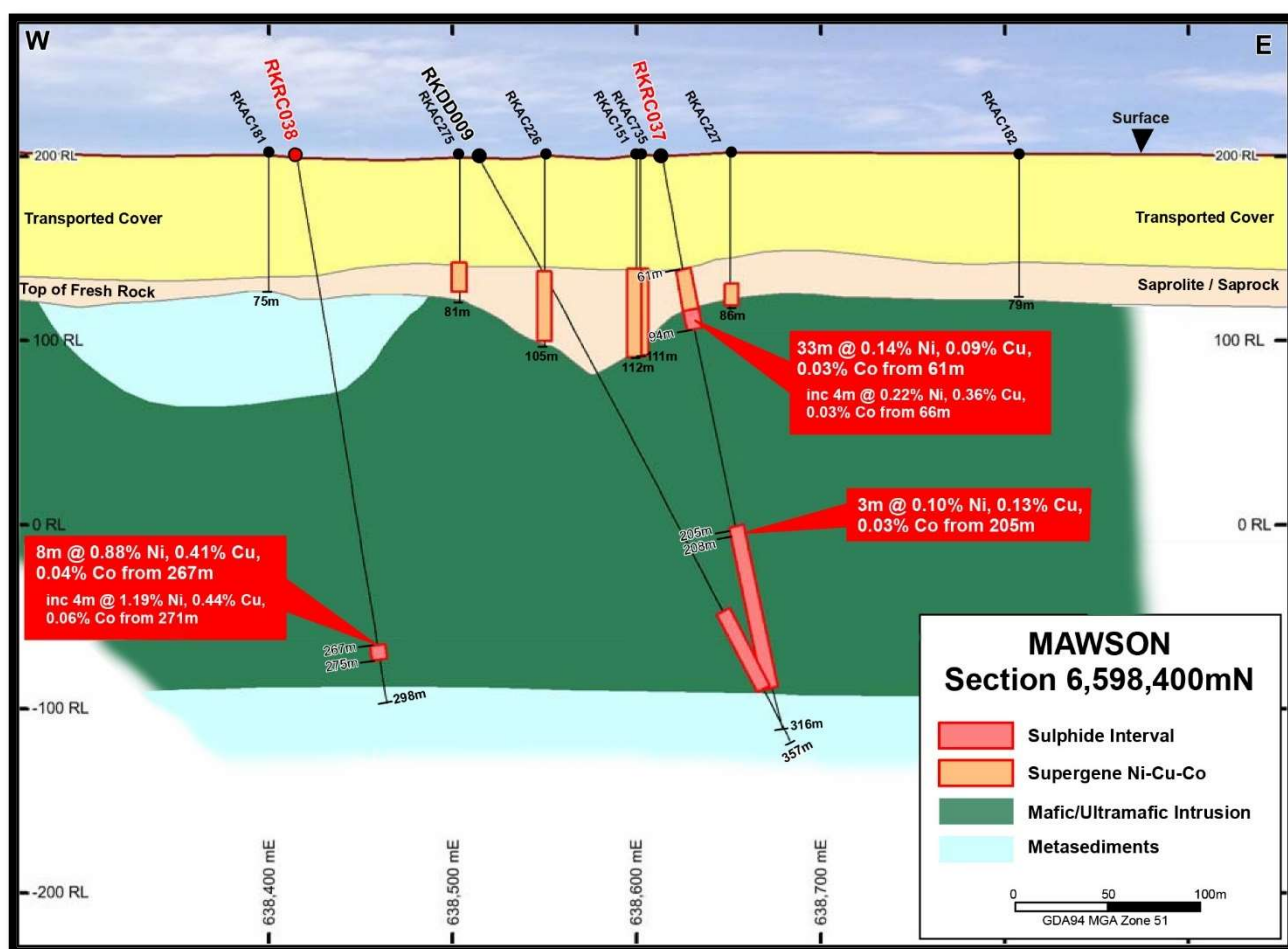 W
E
RKAC181
RKRC038
RKAC275
RKDD009
RKAC226
RKAC151
RKAC735
RKRC037
RKAC227
RKAC182
Surface
200 RL
200 RL
Transported Cover
Transported Cover
Top of Fresh Rock
Saprolite / Saprock
75m
81m
105m
112m
111m
61m
94m
86m
79m
100 RL
100 RL
33m @ 0.14% Ni, 0.09% Cu,
0.03% Co from 61m
inc 4m @ 0.22% Ni, 0.36% Cu,
0.03% Co from 66m
3m @ 0.10% Ni, 0.13% Cu,
0.03% Co from 205m
0 RL
0 RL
205m
208m
8m @ 0.88% Ni, 0.41% Cu,
0.04% Co from 267m
inc 4m @ 1.19% Ni, 0.44% Cu,
0.06% Co from 271m
267m
275m
298m
316m
357m
-100 RL
-200 RL
638,400 mE
638,500 mE
638,600 mE
638,700 mE
MAWSON
Section 6,598,400mN
Sulphide Interval
Supergene Ni-Cu-Co
Mafic/Ultramafic Intrusion
Metasediments
0 50 100m
GDA94 MGA Zone 51